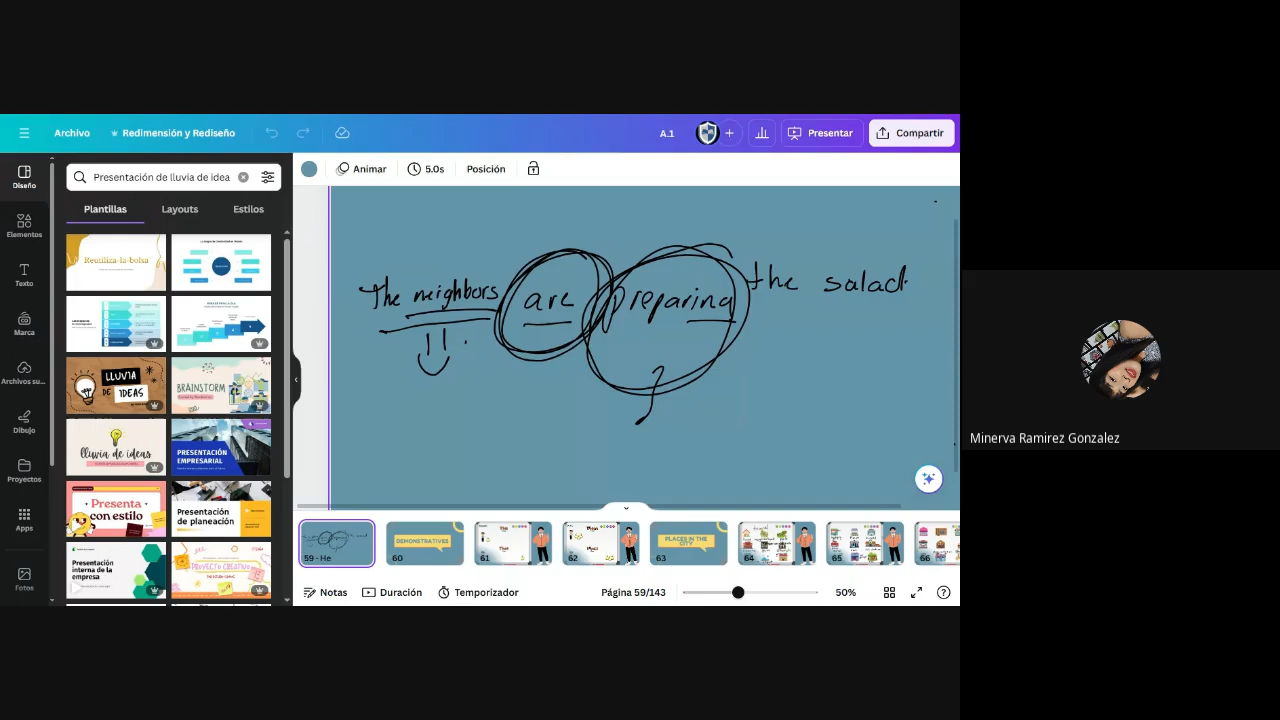 Archivo
Redimensión y Rediseño
A.1
Presentar
Compartir
Diseño
Elementos
Texto
Marca
Archivos su...
Dibujo
Proyectos
Apps
Fotos
Presentación de lluvia de idea
Plantillas
Layouts
Estilos
Reutiliza-la-bolsa
LLUVIA DE IDEAS
BRAINSTORM
lluvia de ideas
PRESENTACIÓN
EMPRESARIAL
Presenta
con estilo
Presentación
de planeación
Presentación
interna de la
empresa
PROYECTO CREATIVO
Animar
5.0s
Posición
the neighbors are preparing the salad
59 - He
60
DEMONSTRATIVES
61
62
63
PLACES IN THE
CITY
64
65
66
Notas
Duración
Temporizador
Página 59/143
50%
Minerva Ramirez Gonzalez